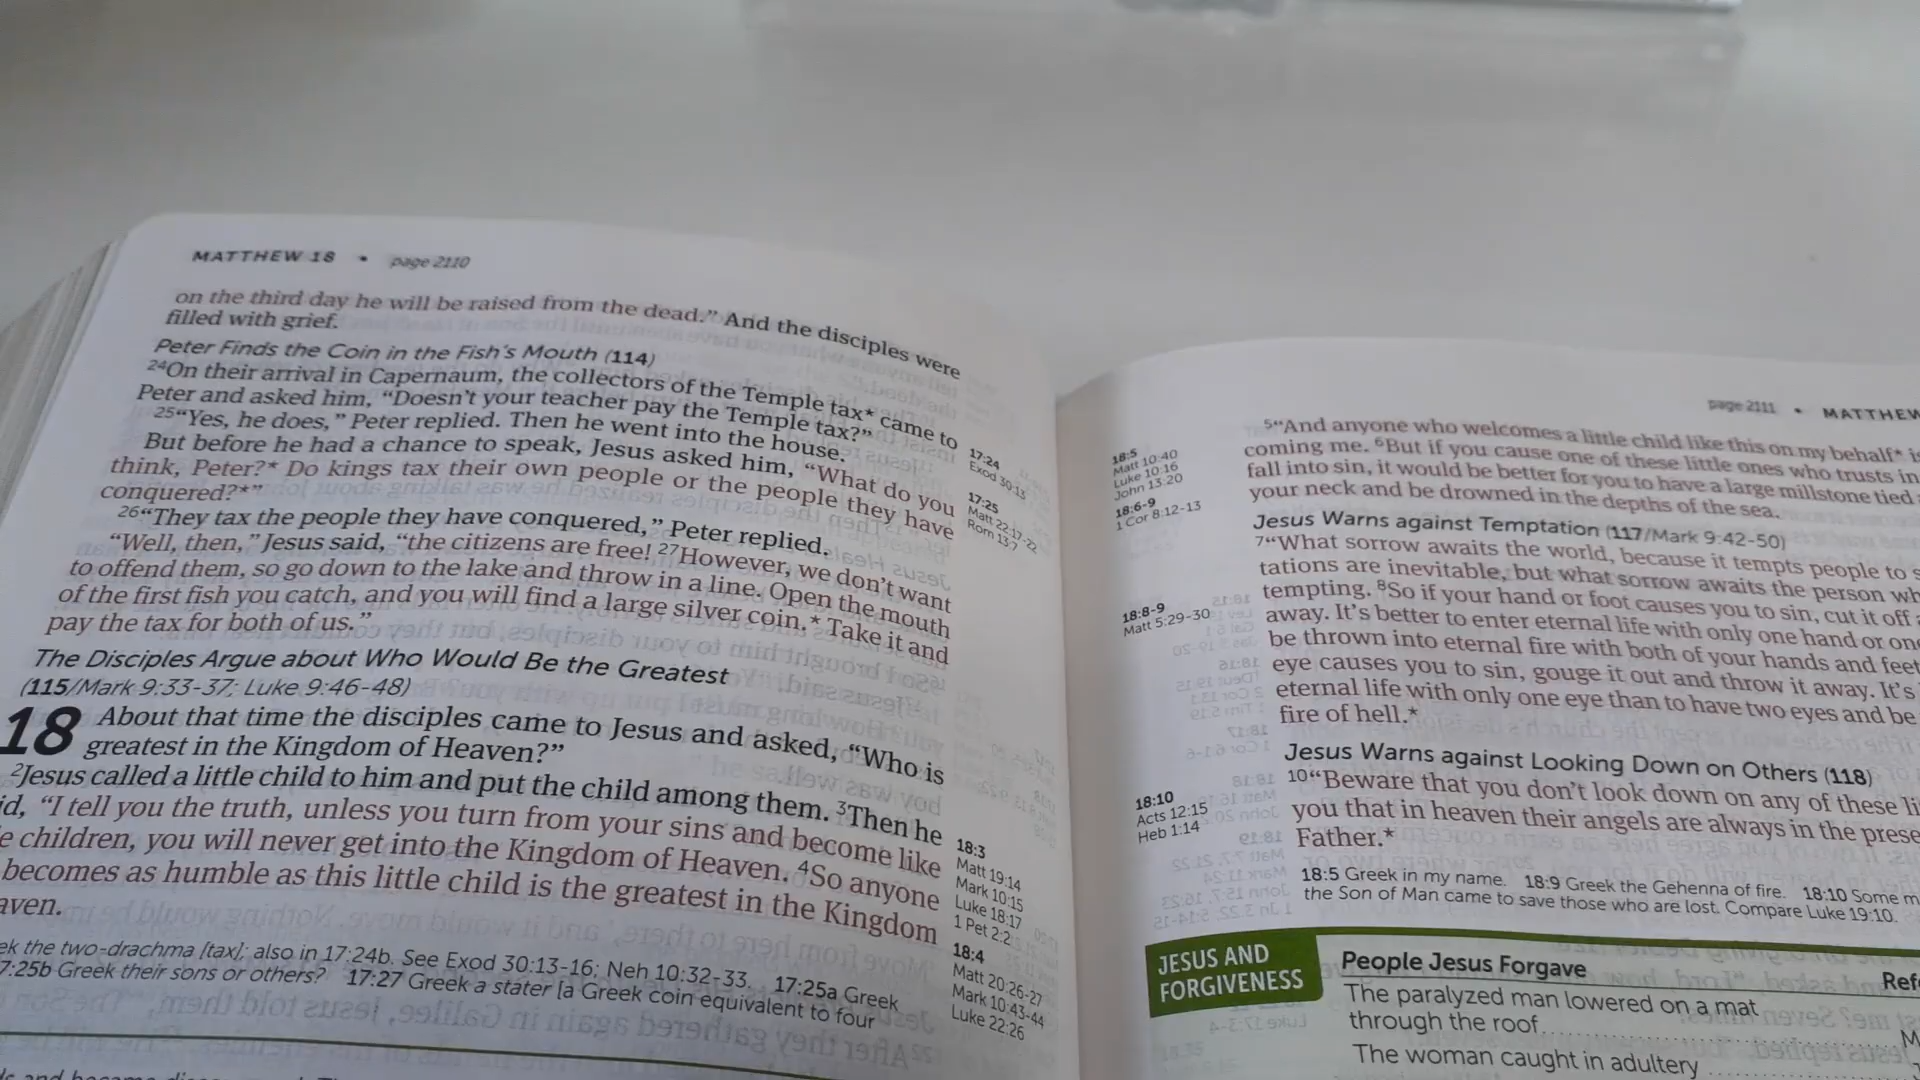 MATTHEW 18 • page 2110
on the third day he will be raised from the dead.” And the disciples were
filled with grief.
Peter Finds the Coin in the Fish's Mouth (114)
24On their arrival in Capernaum, the collectors of the Temple tax* came to
Peter and asked him, “Doesn't your teacher pay the Temple tax?”
25“Yes, he does,” Peter replied. Then he went into the house.
But before he had a chance to speak, Jesus asked him, “What do you
think, Peter?* Do kings tax their own people or the people they have
conquered?*”
26“They tax the people they have conquered,” Peter replied.
“Well, then,” Jesus said, “the citizens are free! 27However, we don't want
to offend them, so go down to the lake and throw in a line. Open the mouth
of the first fish you catch, and you will find a large silver coin.* Take it and
pay the tax for both of us.”
The Disciples Argue about Who Would Be the Greatest
(115/Mark 9:33-37; Luke 9:46-48)
18 About that time the disciples came to Jesus and asked, “Who is
greatest in the Kingdom of Heaven?”
2Jesus called a little child to him and put the child among them. 3Then he
id, “I tell you the truth, unless you turn from your sins and become like
e children, you will never get into the Kingdom of Heaven. 4So anyone
becomes as humble as this little child is the greatest in the Kingdom
aven.
17:24
Exod 30:13
17:25
Matt 22:17-22
Rom 13:7
18:3
Matt 19:14
Mark 10:15
Luke 18:17
1 Pet 2:2
18:4
Matt 20:26-27
Mark 10:43-44
Luke 22:26
ek the two-drachma [tax]; also in 17:24b. See Exod 30:13-16; Neh 10:32-33. 17:25a Greek
7:25b Greek their sons or others? 17:27 Greek a stater [a Greek coin equivalent to four
page 2111 • MATTHEW
5“And anyone who welcomes a little child like this on my behalf* is
coming me. 6But if you cause one of these little ones who trusts in
fall into sin, it would be better for you to have a large millstone tied
your neck and be drowned in the depths of the sea.
Jesus Warns against Temptation (117/Mark 9:42-50)
7“What sorrow awaits the world, because it tempts people to s
tations are inevitable, but what sorrow awaits the person wh
tempting. 8So if your hand or foot causes you to sin, cut it off
away. It's better to enter eternal life with only one hand or one
be thrown into eternal fire with both of your hands and feet
eye causes you to sin, gouge it out and throw it away. It's
eternal life with only one eye than to have two eyes and be
fire of hell.*
Jesus Warns against Looking Down on Others (118)
10“Beware that you don't look down on any of these li
you that in heaven their angels are always in the prese
Father.*
18:5
Matt 10:40
Luke 10:16
John 13:20
18:6-9
1 Cor 8:12-13
18:8-9
Matt 5:29-30
18:10
Acts 12:15
Heb 1:14
18:5 Greek in my name. 18:9 Greek the Gehenna of fire. 18:10 Some m
the Son of Man came to save those who are lost. Compare Luke 19:10.
JESUS AND
FORGIVENESS
People Jesus Forgave Refe
The paralyzed man lowered on a mat
through the roof M
The woman caught in adultery